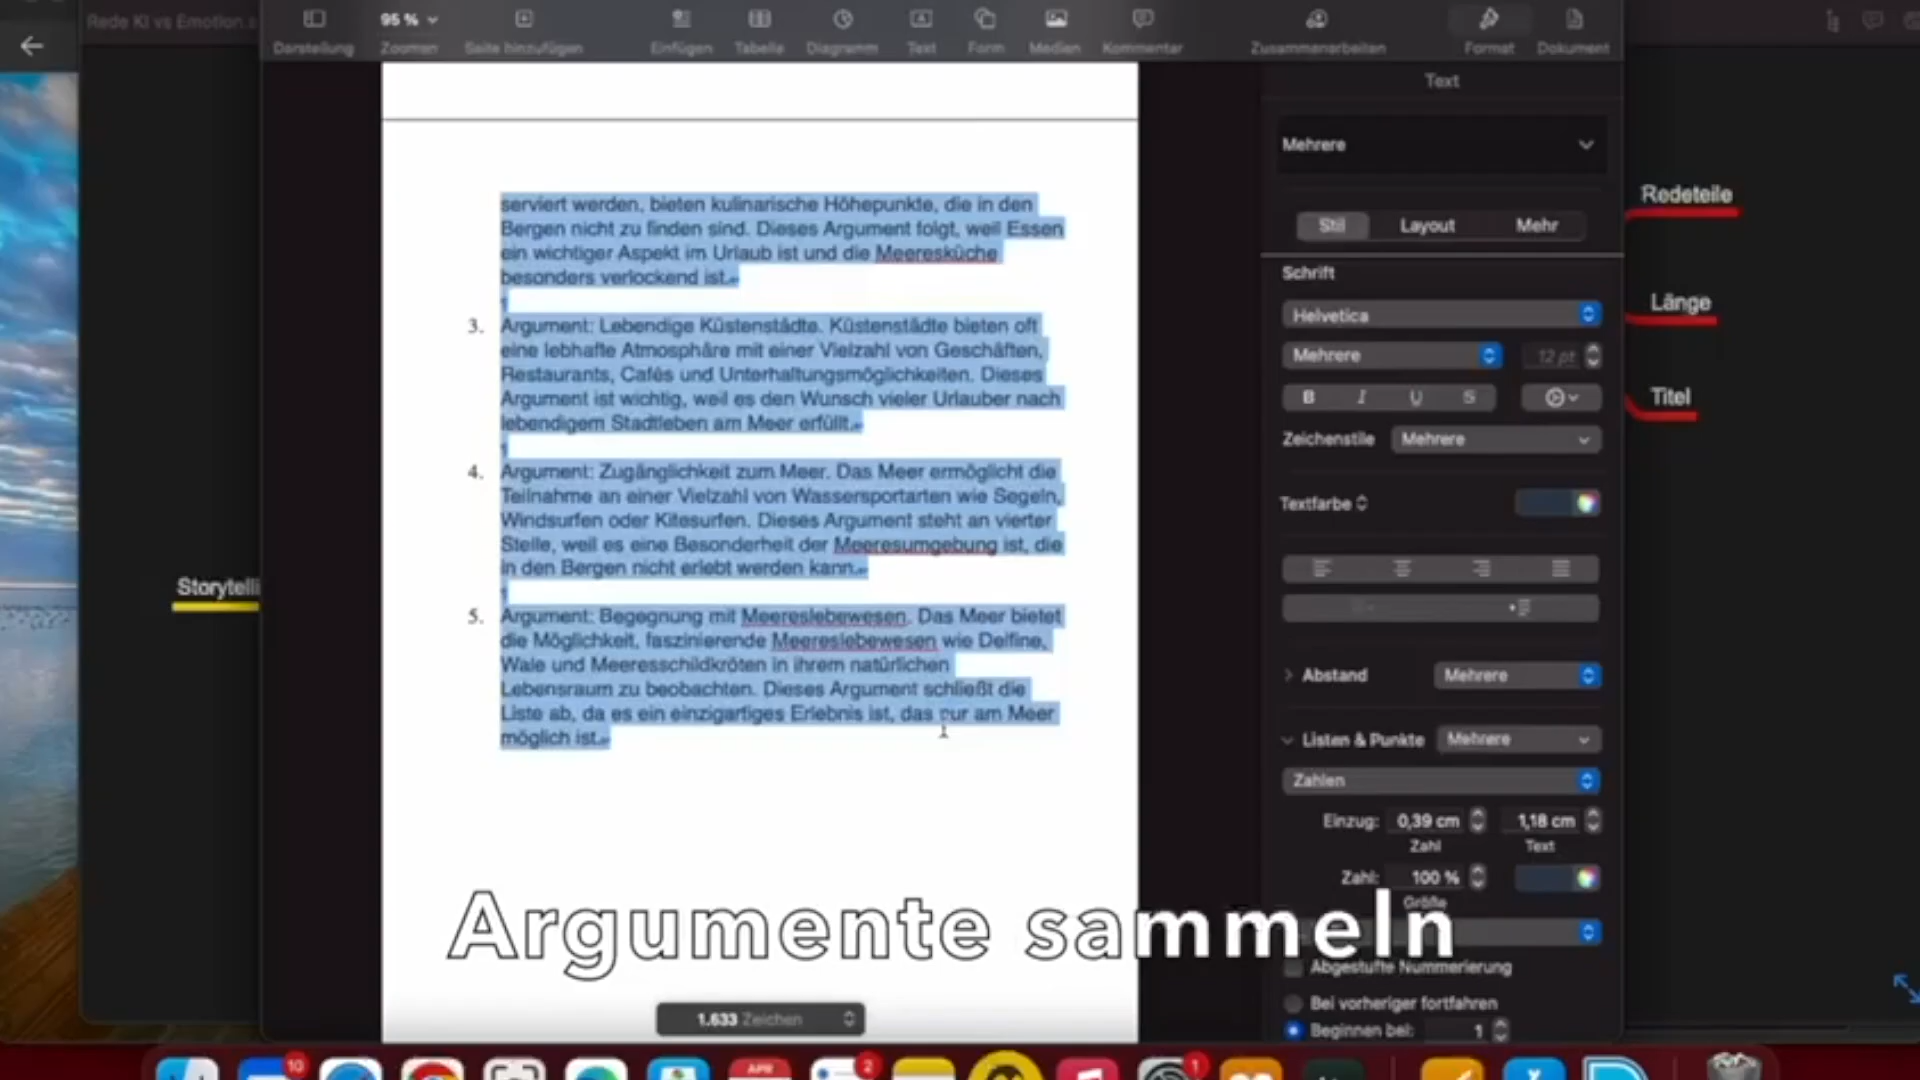 Rede KI vs Emotion.s
95 %
Darstellung
Zoomen
Seite hinzufügen
Einfügen
Tabelle
Diagramm
Text
Form
Medien
Kommentar
Zusammenarbeiten
Format
Dokument
Text
Mehrere
Stil
Layout
Mehr
Schrift
Helvetica
Mehrere
12 pt
B I U S
Zeichenstile
Mehrere
Textfarbe
Abstand
Mehrere
Listen & Punkte
Mehrere
Zahlen
Einzug:
0,39 cm
1,18 cm
Zahl
Text
Zahl:
100 %
Größe
Abgestufte Nummerierung
Bei vorheriger fortfahren
Beginnen bei:
1
serviert werden, bieten kulinarische Höhepunkte, die in den
Bergen nicht zu finden sind. Dieses Argument folgt, weil Essen
ein wichtiger Aspekt im Urlaub ist und die Meeresküche
besonders verlockend ist.
3. Argument: Lebendige Küstenstädte. Küstenstädte bieten oft
eine lebhafte Atmosphäre mit einer Vielzahl von Geschäften,
Restaurants, Cafés und Unterhaltungsmöglichkeiten. Dieses
Argument ist wichtig, weil es den Wunsch vieler Urlauber nach
lebendigem Stadtleben am Meer erfüllt.
4. Argument: Zugänglichkeit zum Meer. Das Meer ermöglicht die
Teilnahme an einer Vielzahl von Wassersportarten wie Segeln,
Windsurfen oder Kitesurfen. Dieses Argument steht an vierter
Stelle, weil es eine Besonderheit der Meeresumgebung ist, die
in den Bergen nicht erlebt werden kann.
5. Argument: Begegnung mit Meereslebewesen. Das Meer bietet
die Möglichkeit, faszinierende Meereslebewesen wie Delfine,
Wale und Meeresschildkröten in ihrem natürlichen
Lebensraum zu beobachten. Dieses Argument schließt die
Liste ab, da es ein einzigartiges Erlebnis ist, das nur am Meer
möglich ist.
Storytelli
Redeteile
Länge
Titel
Argumente sammeln
1.633 Zeichen
10
APR
2
1